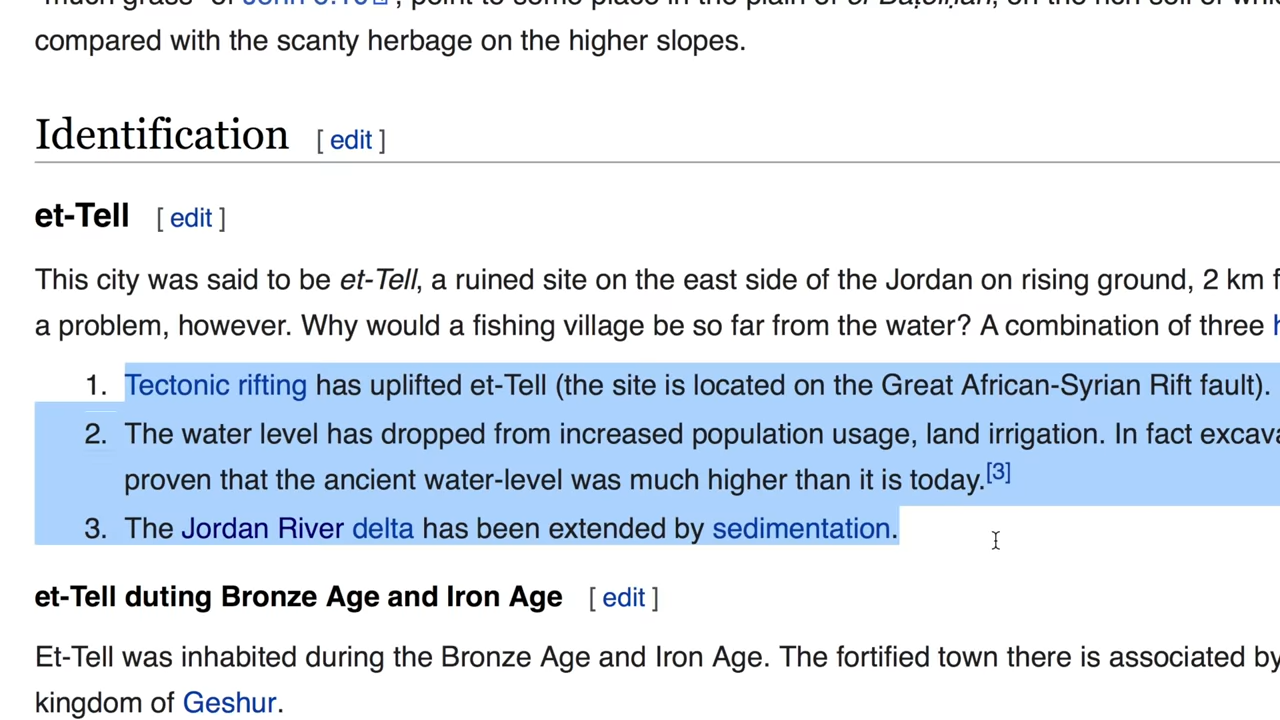 compared with the scanty herbage on the higher slopes.
Identification [ edit ]
et-Tell [ edit ]
This city was said to be et-Tell, a ruined site on the east side of the Jordan on rising ground, 2 km
a problem, however. Why would a fishing village be so far from the water? A combination of three
1. Tectonic rifting has uplifted et-Tell (the site is located on the Great African-Syrian Rift fault).
2. The water level has dropped from increased population usage, land irrigation. In fact
proven that the ancient water-level was much higher than it is today.[3]
3. The Jordan River delta has been extended by sedimentation.
et-Tell duting Bronze Age and Iron Age [ edit ]
Et-Tell was inhabited during the Bronze Age and Iron Age. The fortified town there is associated by
kingdom of Geshur.